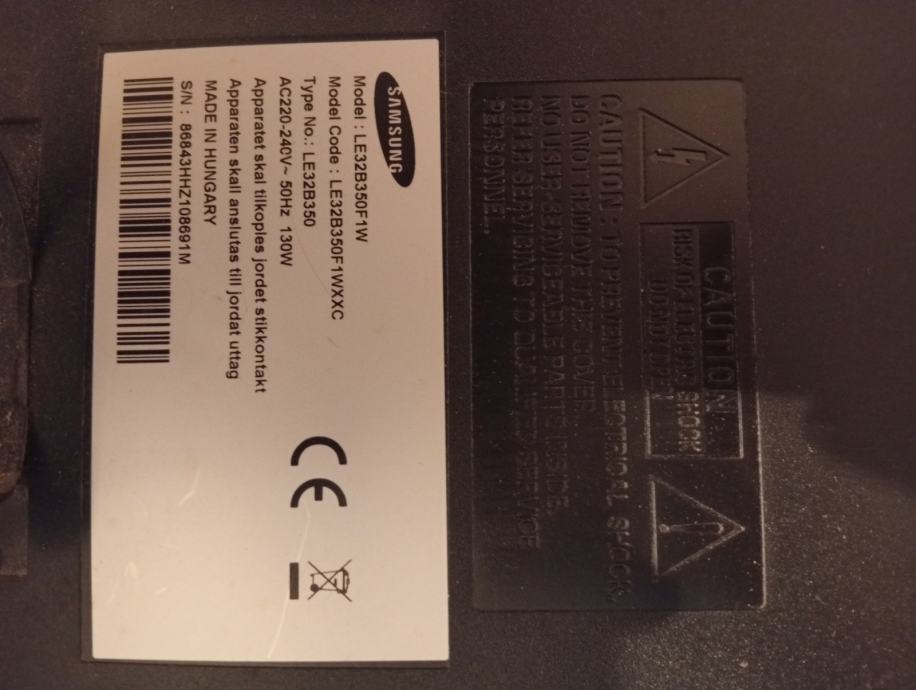 SAMSUNG
Model : LE32B350F1W
Model Code : LE32B350F1WXXC
Type No.: LE32B350
AC220-240V~ 50Hz 130W
Apparatet skal tilkoples jordet stikkontakt
Apparaten skall anslutas till jordat uttag
MADE IN HUNGARY
S/N : 86843HHZ108691M
CE
CAUTION
RISK OF ELECTRIC SHOCK
DO NOT OPEN
CAUTION : TO PREVENT ELECTRICAL SHOCK,
DO NOT REMOVE THE COVER.
NO USER-SERVICEABLE PARTS INSIDE.
REFER SERVICING TO QUALIFIED SERVICE
PERSONNEL.